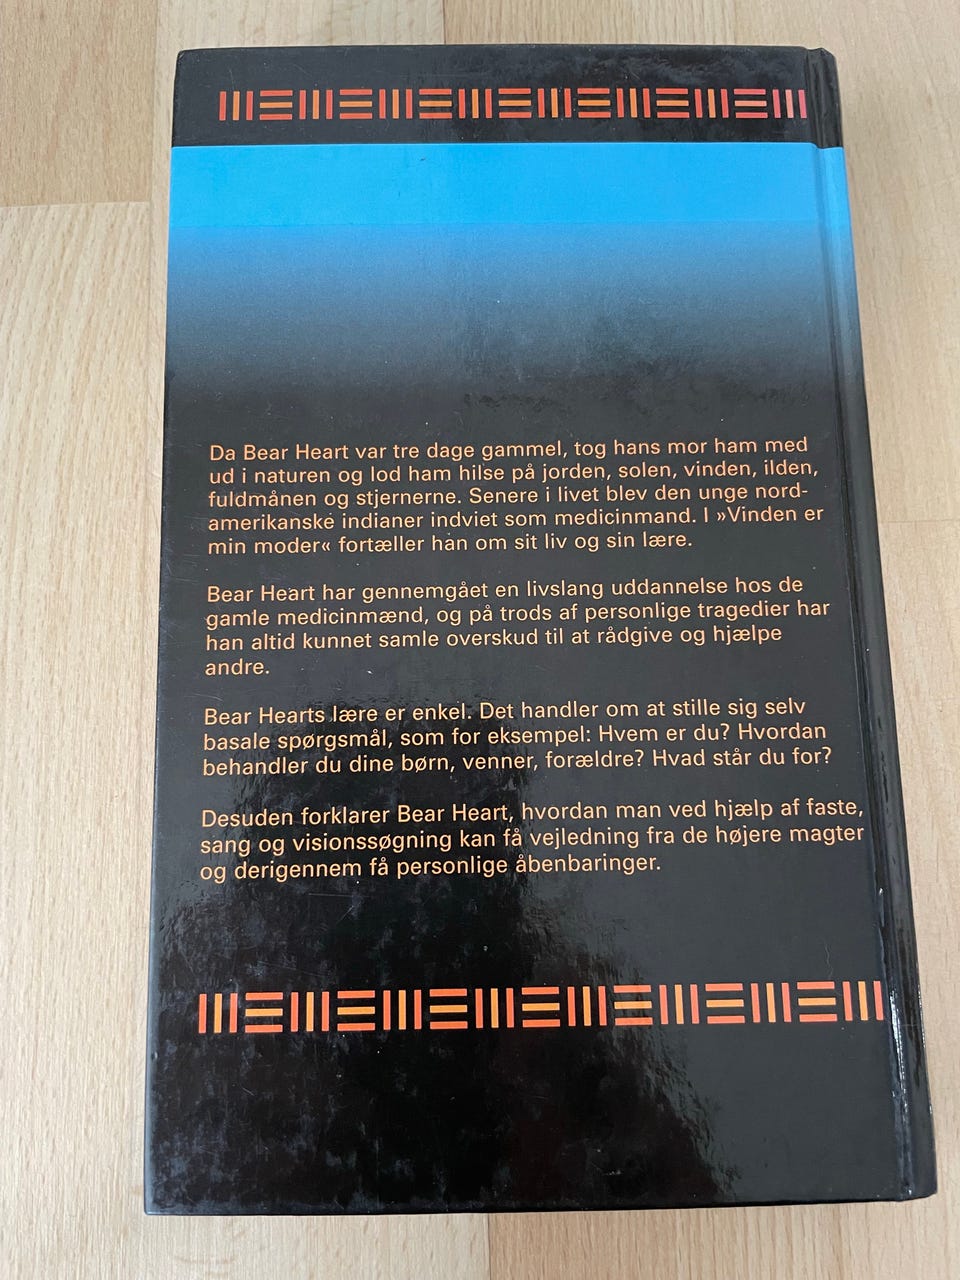 Da Bear Heart var tre dage gammel, tog hans mor ham med
ud i naturen og lod ham hilse på jorden, solen, vinden, ilden,
fuldmånen og stjernerne. Senere i livet blev den unge nord-
amerikanske indianer indviet som medicinmand. I »Vinden er
min moder« fortæller han om sit liv og sin lære.
Bear Heart har gennemgået en livslang uddannelse hos de
gamle medicinmænd, og på trods af personlige tragedier har
han altid kunnet samle overskud til at rådgive og hjælpe
andre.
Bear Hearts lære er enkel. Det handler om at stille sig selv
basale spørgsmål, som for eksempel: Hvem er du? Hvordan
behandler du dine børn, venner, forældre? Hvad står du for?
Desuden forklarer Bear Heart, hvordan man ved hjælp af faste,
sang og visionssøgning kan få vejledning fra de højere magter
og derigennem få personlige åbenbaringer.